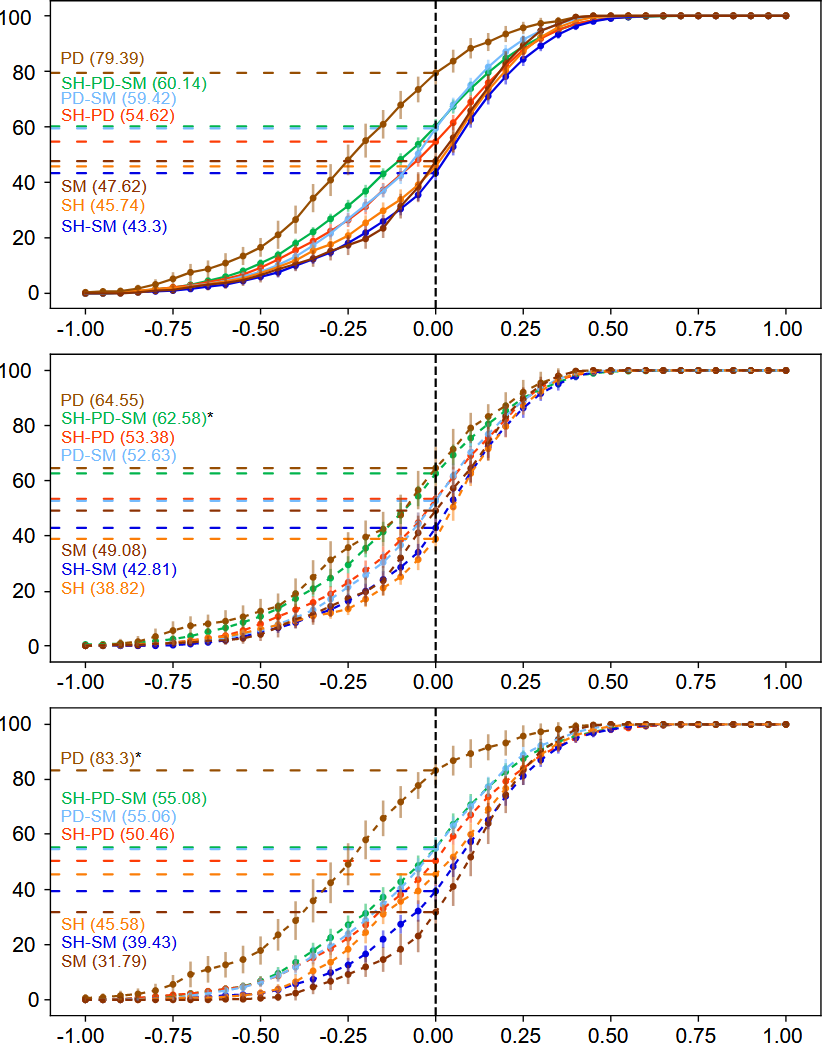 100
PD (79.39)
80
SH-PD-SM (60.14)
PD-SM (59.42)
SH-PD (54.62)
60
40
SM (47.62)
SH (45.74)
SH-SM (43.3)
20
0
-1.00 -0.75 -0.50 -0.25 0.00 0.25 0.50 0.75 1.00
100
PD (64.55)
SH-PD-SM (62.58)*
80
SH-PD (53.38)
PD-SM (52.63)
60
40
SM (49.08)
SH-SM (42.81)
SH (38.82)
20
0
-1.00 -0.75 -0.50 -0.25 0.00 0.25 0.50 0.75 1.00
100
PD (83.3)*
80
SH-PD-SM (55.08)
PD-SM (55.06)
SH-PD (50.46)
60
40
SH (45.58)
SH-SM (39.43)
SM (31.79)
20
0
-1.00 -0.75 -0.50 -0.25 0.00 0.25 0.50 0.75 1.00